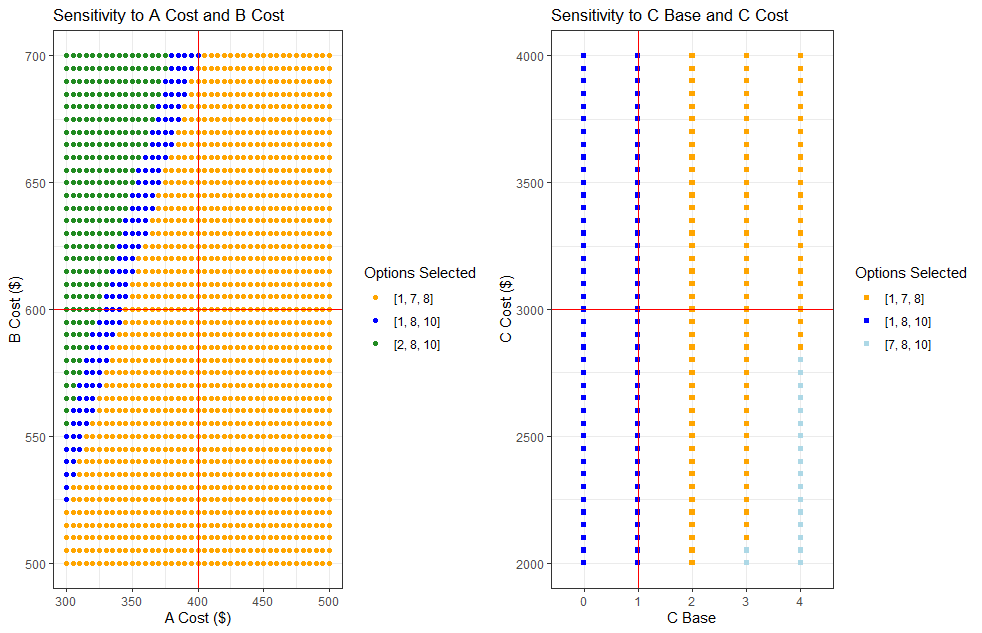 Sensitivity to A Cost and B Cost
B Cost ($)
700
650
600
550
500
300 350 400 450 500
A Cost ($)
Options Selected
[1, 7, 8]
[1, 8, 10]
[2, 8, 10]
Sensitivity to C Base and C Cost
C Cost ($)
4000
3500
3000
2500
2000
0 1 2 3 4
C Base
Options Selected
[1, 7, 8]
[1, 8, 10]
[7, 8, 10]